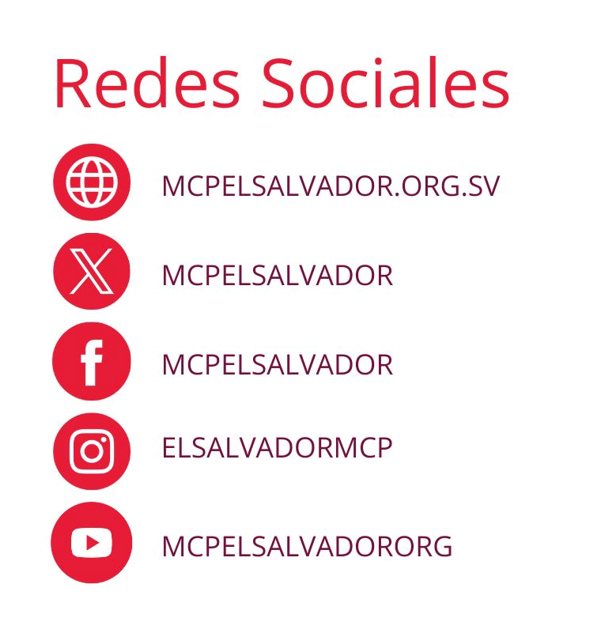 Redes Sociales
MCPELSALVADOR.ORG.SV
MCPELSALVADOR
MCPELSALVADOR
ELSALVADORMCP
MCPELSALVADORORG